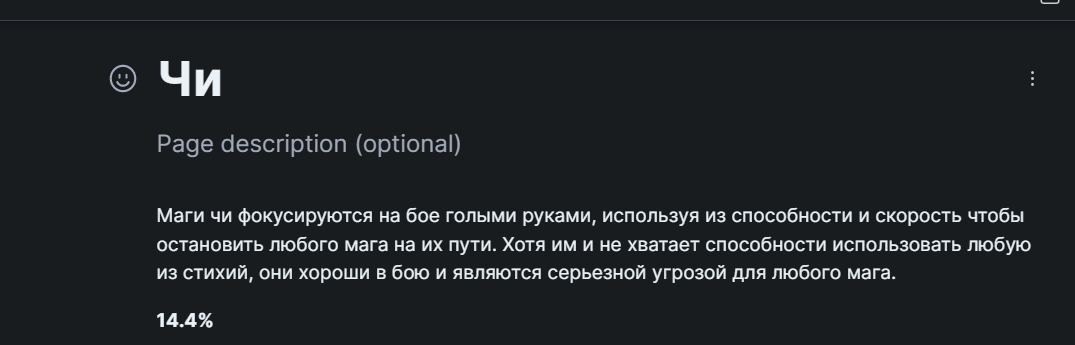 Чи
Page description (optional)
Маги чи фокусируются на бое голыми руками, используя из способности и скорость чтобы
остановить любого мага на их пути. Хотя им и не хватает способности использовать любую
из стихий, они хороши в бою и являются серьезной угрозой для любого мага.
14.4%